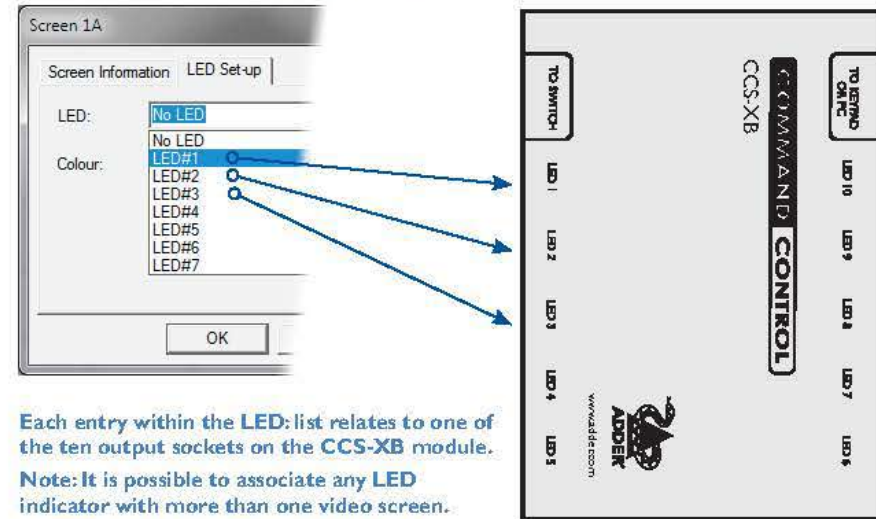 Screen 1A
Screen Information
LED Set-up
LED:
No LED
No LED
Colour:
LED#1
LED#2
LED#3
LED#4
LED#5
LED#6
LED#7
OK
Each entry within the LED: list relates to one of
the ten output sockets on the CCS-XB module.
Note: It is possible to associate any LED
indicator with more than one video screen.
TO KEYPAD
OR PC
LED 10
LED 9
LED 8
LED 7
LED 6
COMMAND CONTROL
CCS-XB
ADDER
www.adder.com
TO SWITCH
LED 1
LED 2
LED 3
LED 4
LED 5